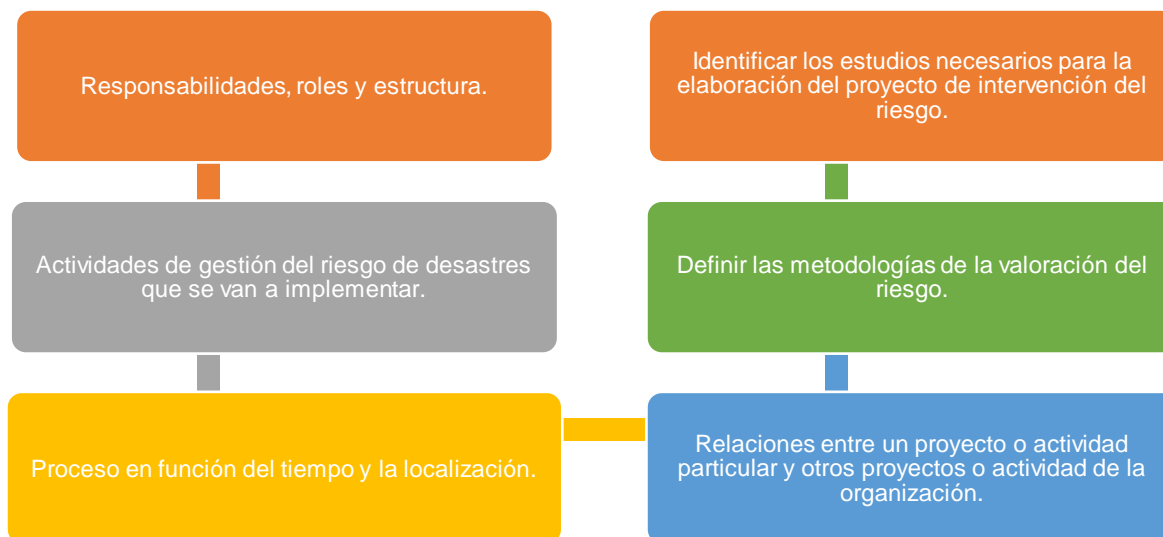 Responsabilidades, roles y estructura.
Actividades de gestión del riesgo de desastres
que se van a implementar.
Proceso en función del tiempo y la localización.
Relaciones entre un proyecto o actividad
particular y otros proyectos o actividad de la
organización.
Definir las metodologías de la valoración del
riesgo.
Identificar los estudios necesarios para la
elaboración del proyecto de intervención del
riesgo.